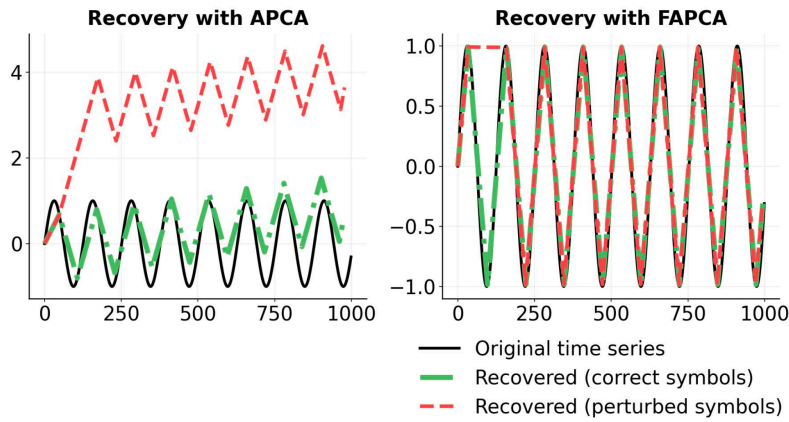 Recovery with APCA
4
2
0
0 250 500 750 1000
Recovery with FAPCA
1.0
0.5
0.0
−0.5
−1.0
0 250 500 750 1000
Original time series
Recovered (correct symbols)
Recovered (perturbed symbols)